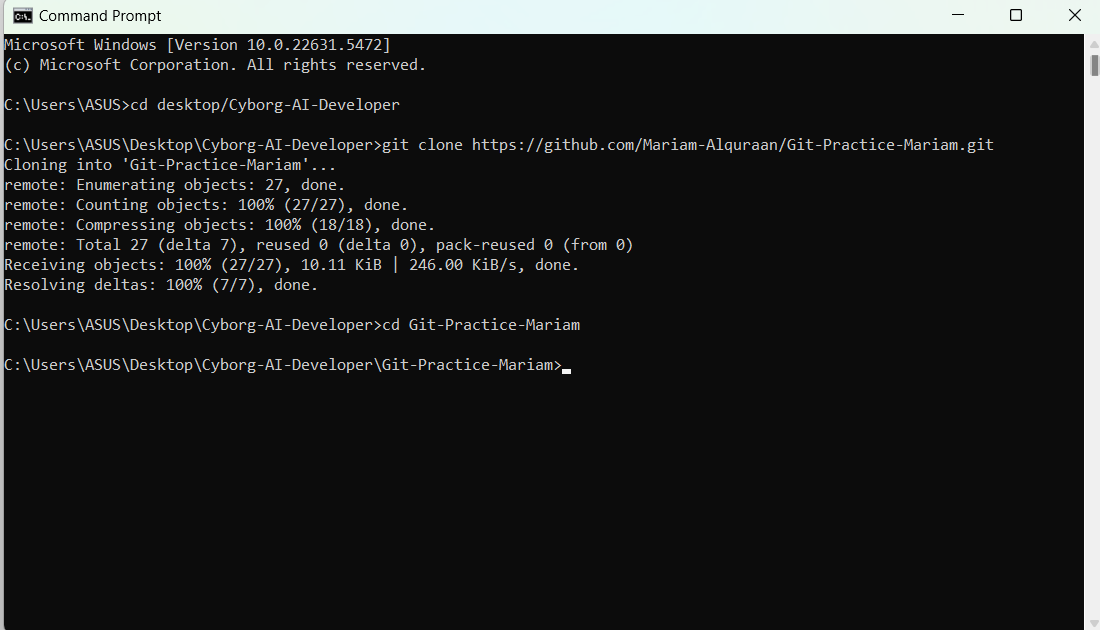 Command Prompt
Microsoft Windows [Version 10.0.22631.5472]
(c) Microsoft Corporation. All rights reserved.
C:\Users\ASUS>cd desktop/Cyborg-AI-Developer
C:\Users\ASUS\Desktop\Cyborg-AI-Developer>git clone https://github.com/Mariam-Alquraan/Git-Practice-Mariam.git
Cloning into 'Git-Practice-Mariam'...
remote: Enumerating objects: 27, done.
remote: Counting objects: 100% (27/27), done.
remote: Compressing objects: 100% (18/18), done.
remote: Total 27 (delta 7), reused 0 (delta 0), pack-reused 0 (from 0)
Receiving objects: 100% (27/27), 10.11 KiB | 246.00 KiB/s, done.
Resolving deltas: 100% (7/7), done.
C:\Users\ASUS\Desktop\Cyborg-AI-Developer>cd Git-Practice-Mariam
C:\Users\ASUS\Desktop\Cyborg-AI-Developer\Git-Practice-Mariam>